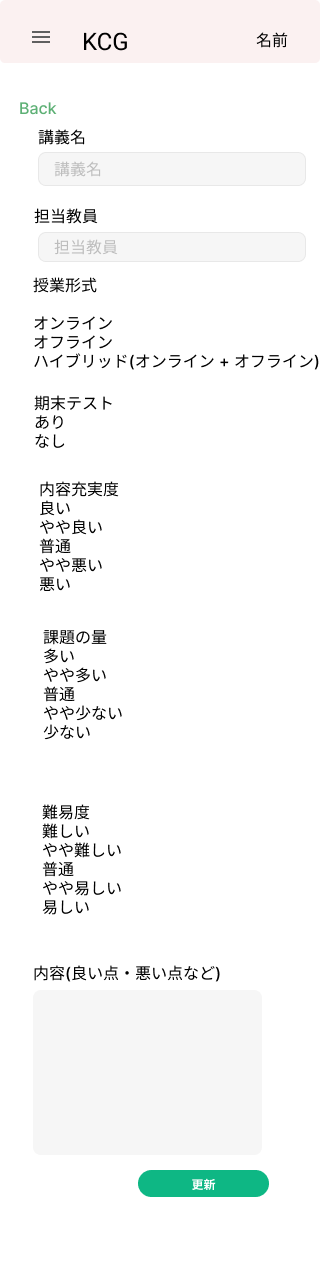 KCG
名前
Back
講義名
講義名
担当教員
担当教員
授業形式
オンライン
オフライン
ハイブリッド(オンライン + オフライン)
期末テスト
あり
なし
内容充実度
良い
やや良い
普通
やや悪い
悪い
課題の量
多い
やや多い
普通
やや少ない
少ない
難易度
難しい
やや難しい
普通
やや易しい
易しい
内容(良い点・悪い点など)
更新